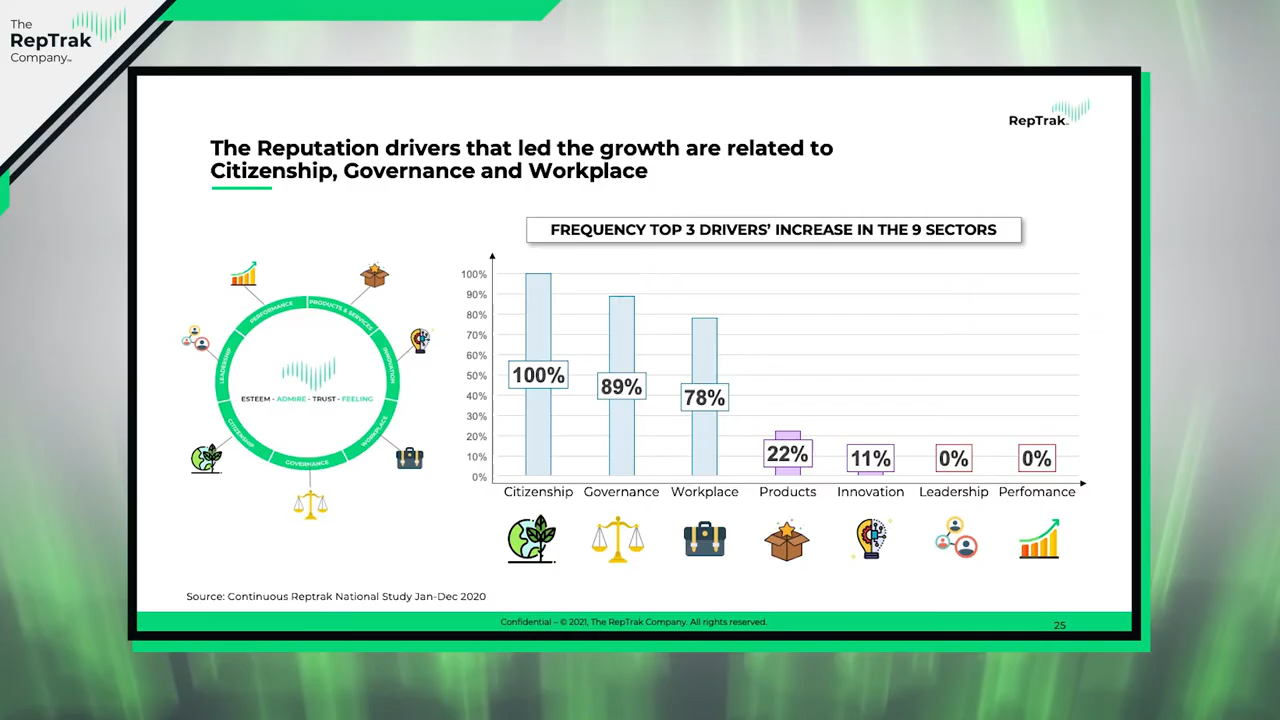 The
RepTrak
Company™
RepTrak™
The Reputation drivers that led the growth are related to
Citizenship, Governance and Workplace
FREQUENCY TOP 3 DRIVERS’ INCREASE IN THE 9 SECTORS
PERFORMANCE
PRODUCTS & SERVICES
LEADERSHIP
INNOVATION
ESTEEM - ADMIRE - TRUST - FEELING
CITIZENSHIP
WORKPLACE
GOVERNANCE
100%
90%
80%
70%
60%
50%
40%
30%
20%
10%
0%
100%
89%
78%
22%
11%
0%
0%
Citizenship Governance Workplace Products Innovation Leadership Perfomance
Source: Continuous Reptrak National Study Jan-Dec 2020
Confidential – © 2021, The RepTrak Company. All rights reserved.
25